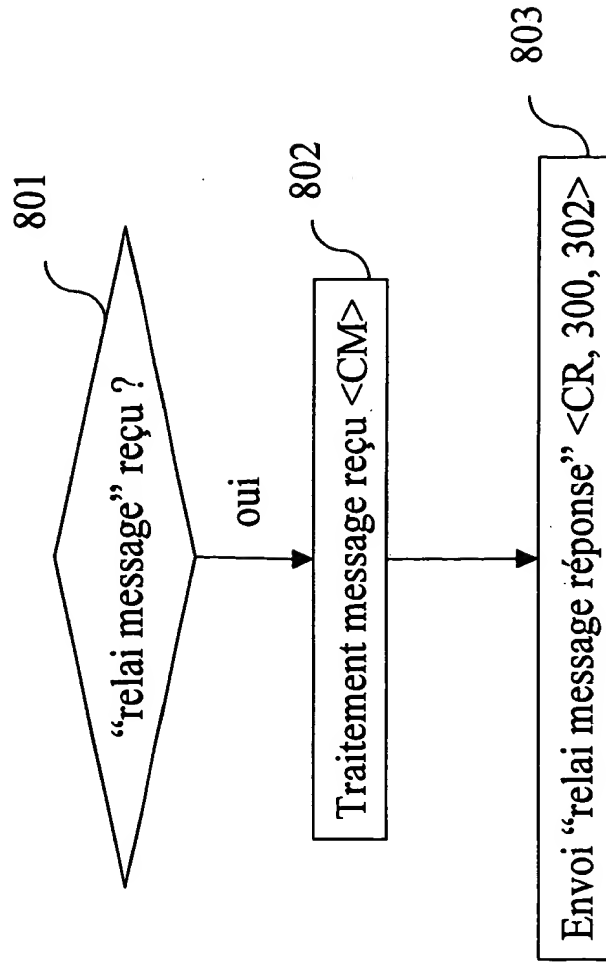 801
“relai message” reçu ?
oui
802
Traitement message reçu <CM>
803
Envoi “relai message réponse” <CR, 300, 302>